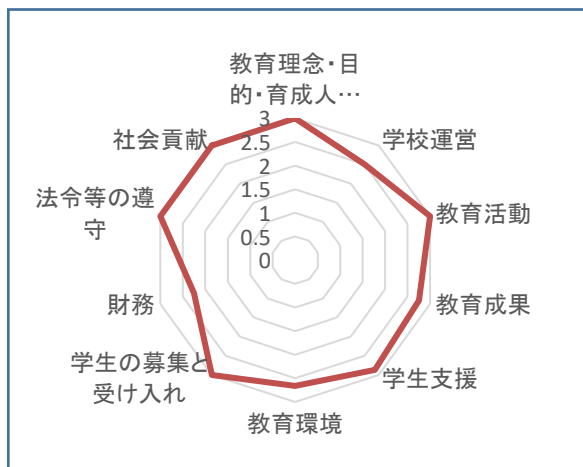 教育理念・目
的・育成人…
学校運営
教育活動
教育成果
学生支援
教育環境
学生の募集と
受け入れ
財務
法令等の遵
守
社会貢献
3
2.5
2
1.5
1
0.5
0